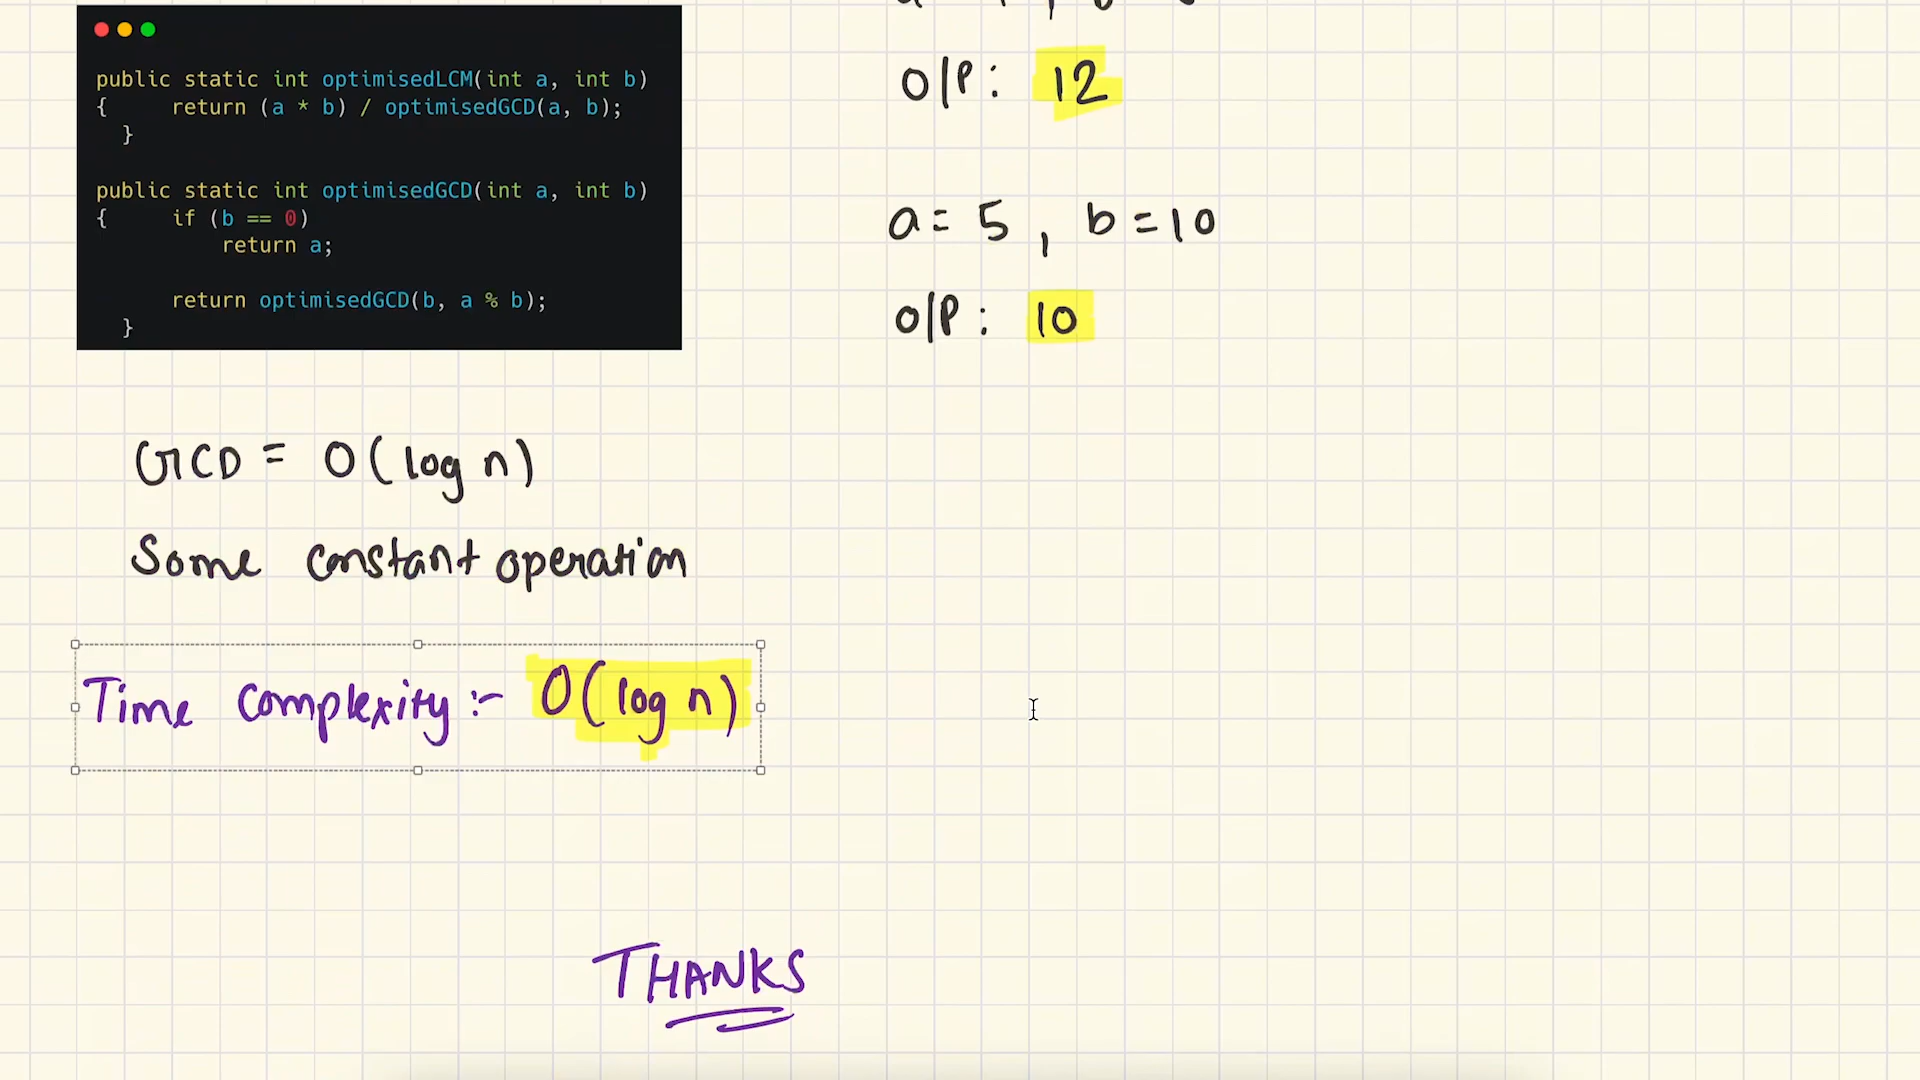 public static int optimisedLCM(int a, int b)
{ return (a * b) / optimisedGCD(a, b);
}
public static int optimisedGCD(int a, int b)
{ if (b == 0)
return a;
return optimisedGCD(b, a % b);
}
GCD = O(log n)
Some constant operation
Time Complexity :- O(log n)
O/P : 12
a = 5 , b = 10
O/P : 10
THANKS